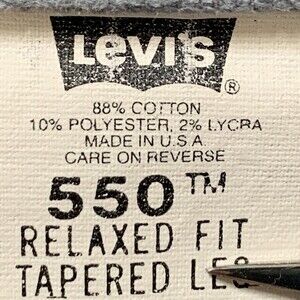 LEVI'S
®
88% COTTON
10% POLYESTER, 2% LYCRA
MADE IN U.S.A
CARE ON REVERSE
550™
RELAXED FIT
TAPERED LEG